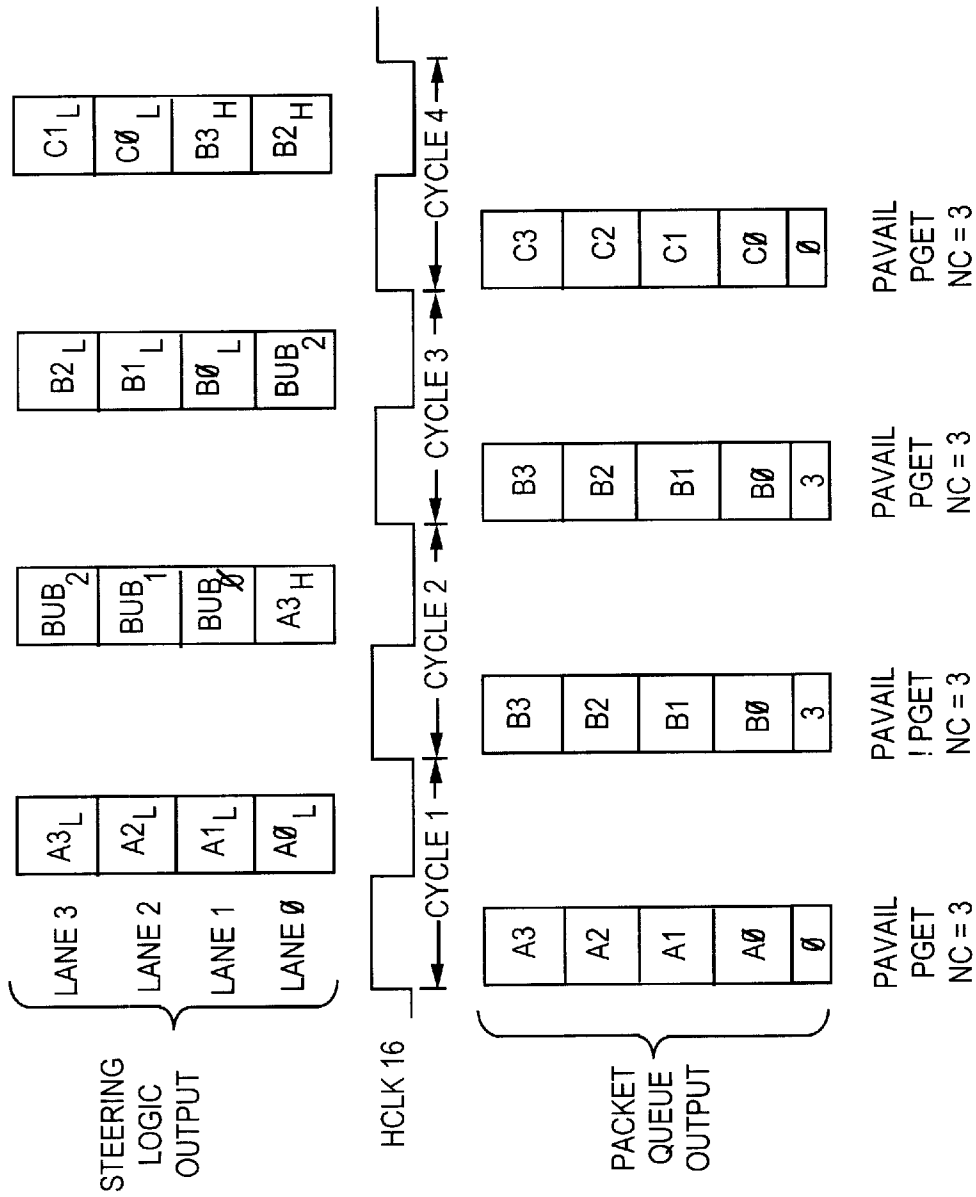 STEERING
LOGIC
OUTPUT
LANE 3 A3L BUB2 B2L C1L
LANE 2 A2L BUB1 B1L CØL
LANE 1 A1L BUBØ BØL B3H
LANE Ø AØL A3H BUB2 B2H
HCLK 16
CYCLE 1 CYCLE 2 CYCLE 3 CYCLE 4
PACKET
QUEUE
OUTPUT
A3 B3 B3 C3
A2 B2 B2 C2
A1 B1 B1 C1
AØ BØ BØ CØ
Ø 3 3 Ø
PAVAIL PAVAIL PAVAIL PAVAIL
PGET ! PGET PGET PGET
NC = 3 NC = 3 NC = 3 NC = 3